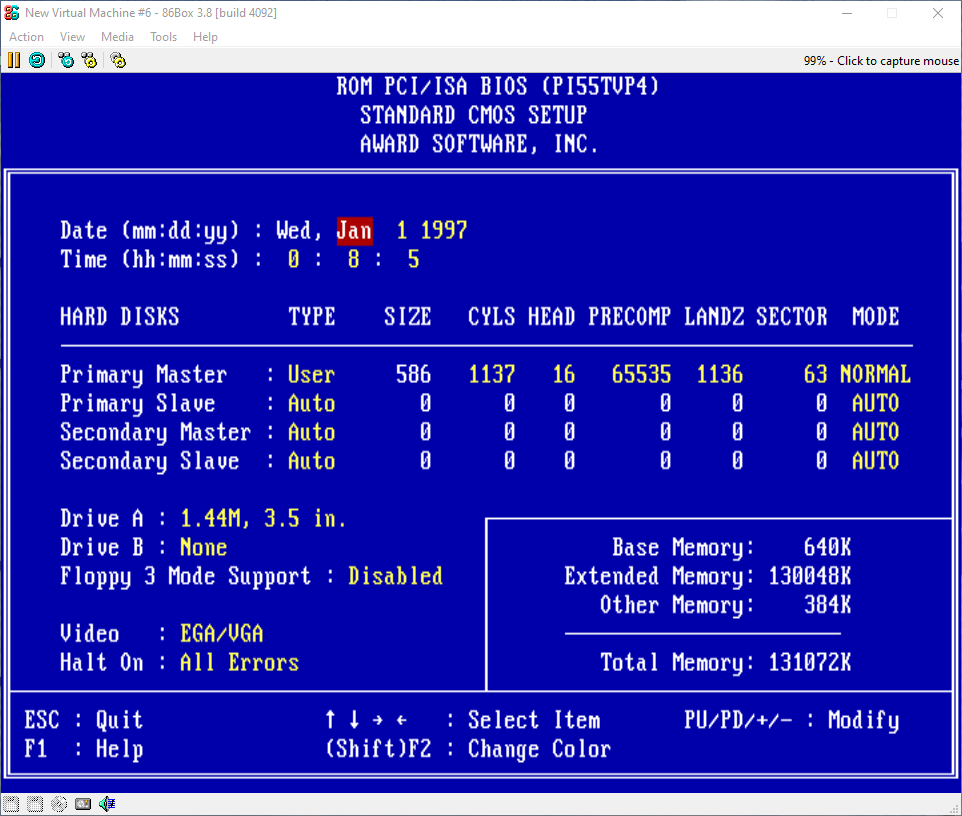 New Virtual Machine #6 - 86Box 3.8 [build 4092]
Action View Media Tools Help
99% - Click to capture mouse
ROM PCI/ISA BIOS (PI55TVP4)
STANDARD CMOS SETUP
AWARD SOFTWARE, INC.
Date (mm:dd:yy) : Wed, Jan 1 1997
Time (hh:mm:ss) : 0 : 8 : 5
HARD DISKS TYPE SIZE CYLS HEAD PRECOMP LANDZ SECTOR MODE
Primary Master : User 586 1137 16 65535 1136 63 NORMAL
Primary Slave : Auto 0 0 0 0 0 0 AUTO
Secondary Master : Auto 0 0 0 0 0 0 AUTO
Secondary Slave : Auto 0 0 0 0 0 0 AUTO
Drive A : 1.44M, 3.5 in.
Drive B : None
Floppy 3 Mode Support : Disabled
Video : EGA/VGA
Halt On : All Errors
Base Memory: 640K
Extended Memory: 130048K
Other Memory: 384K
Total Memory: 131072K
ESC : Quit ↑ ↓ → ← : Select Item PU/PD/+/- : Modify
F1 : Help (Shift)F2 : Change Color